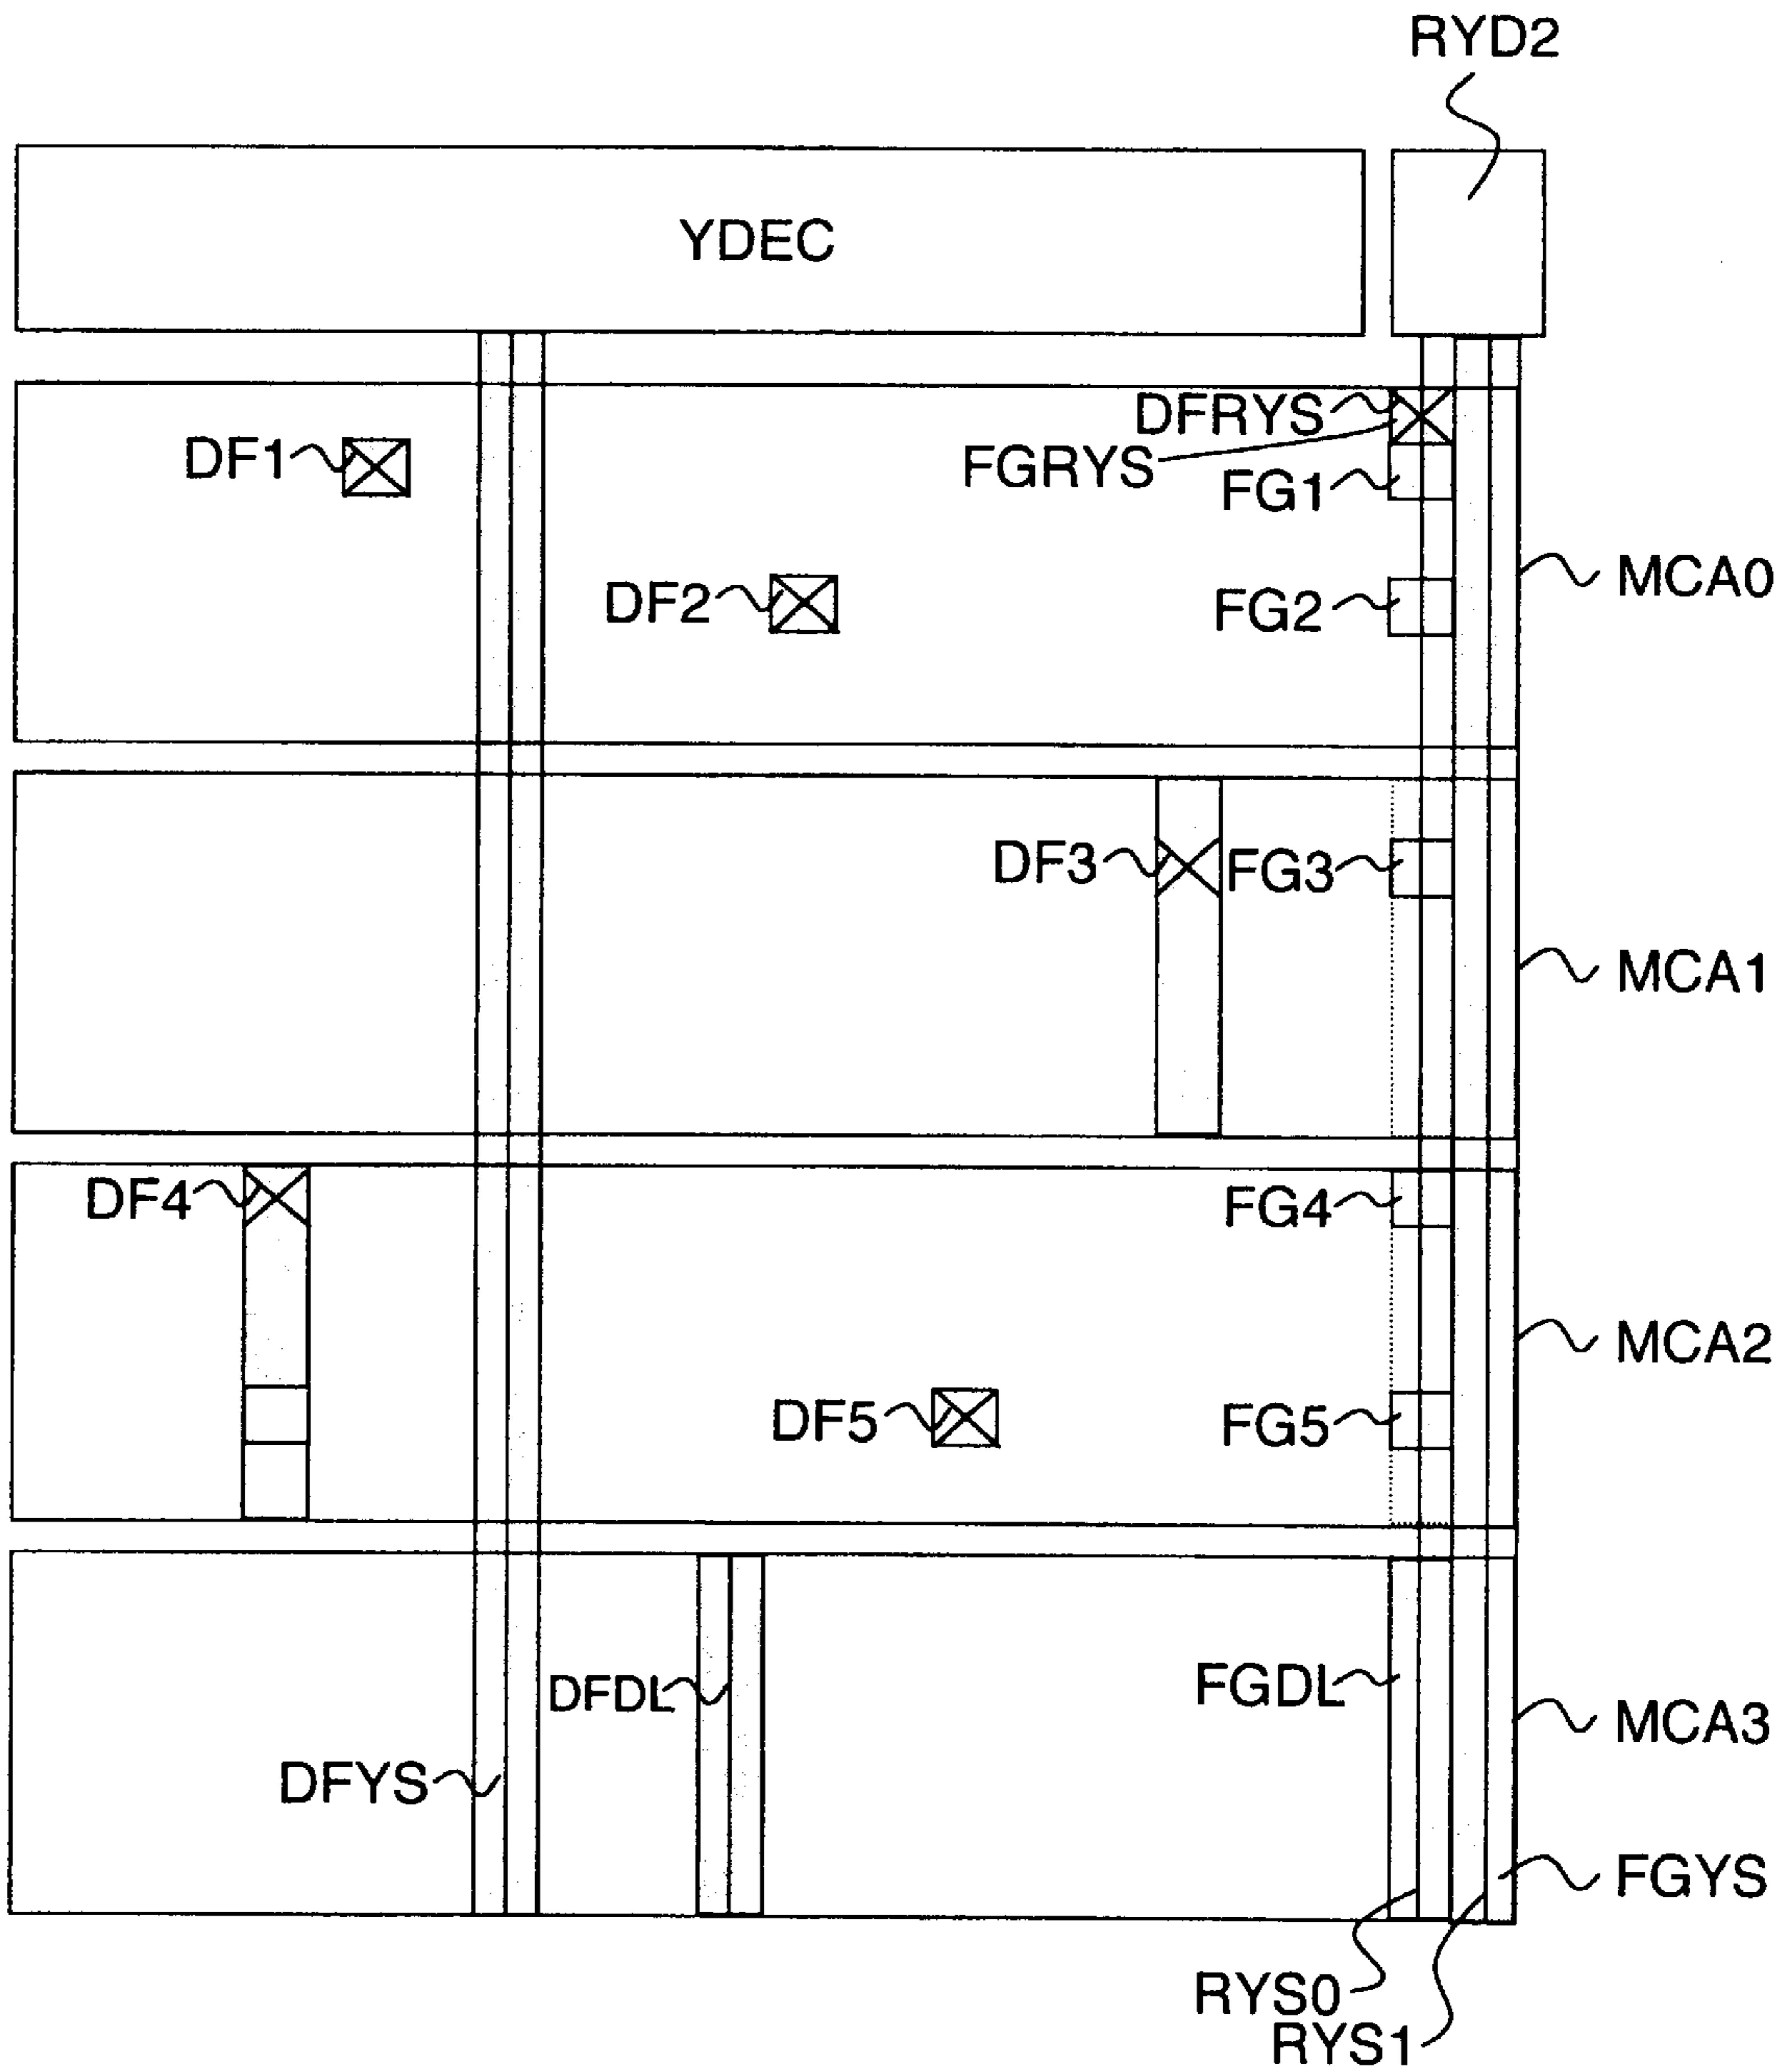 RYD2
YDEC
DFRYS
DF1
FGRYS
FG1
DF2
FG2
MCA0
DF3
FG3
MCA1
DF4
FG4
MCA2
DF5
FG5
DFDL
FGDL
MCA3
DFYS
FGYS
RYS0
RYS1